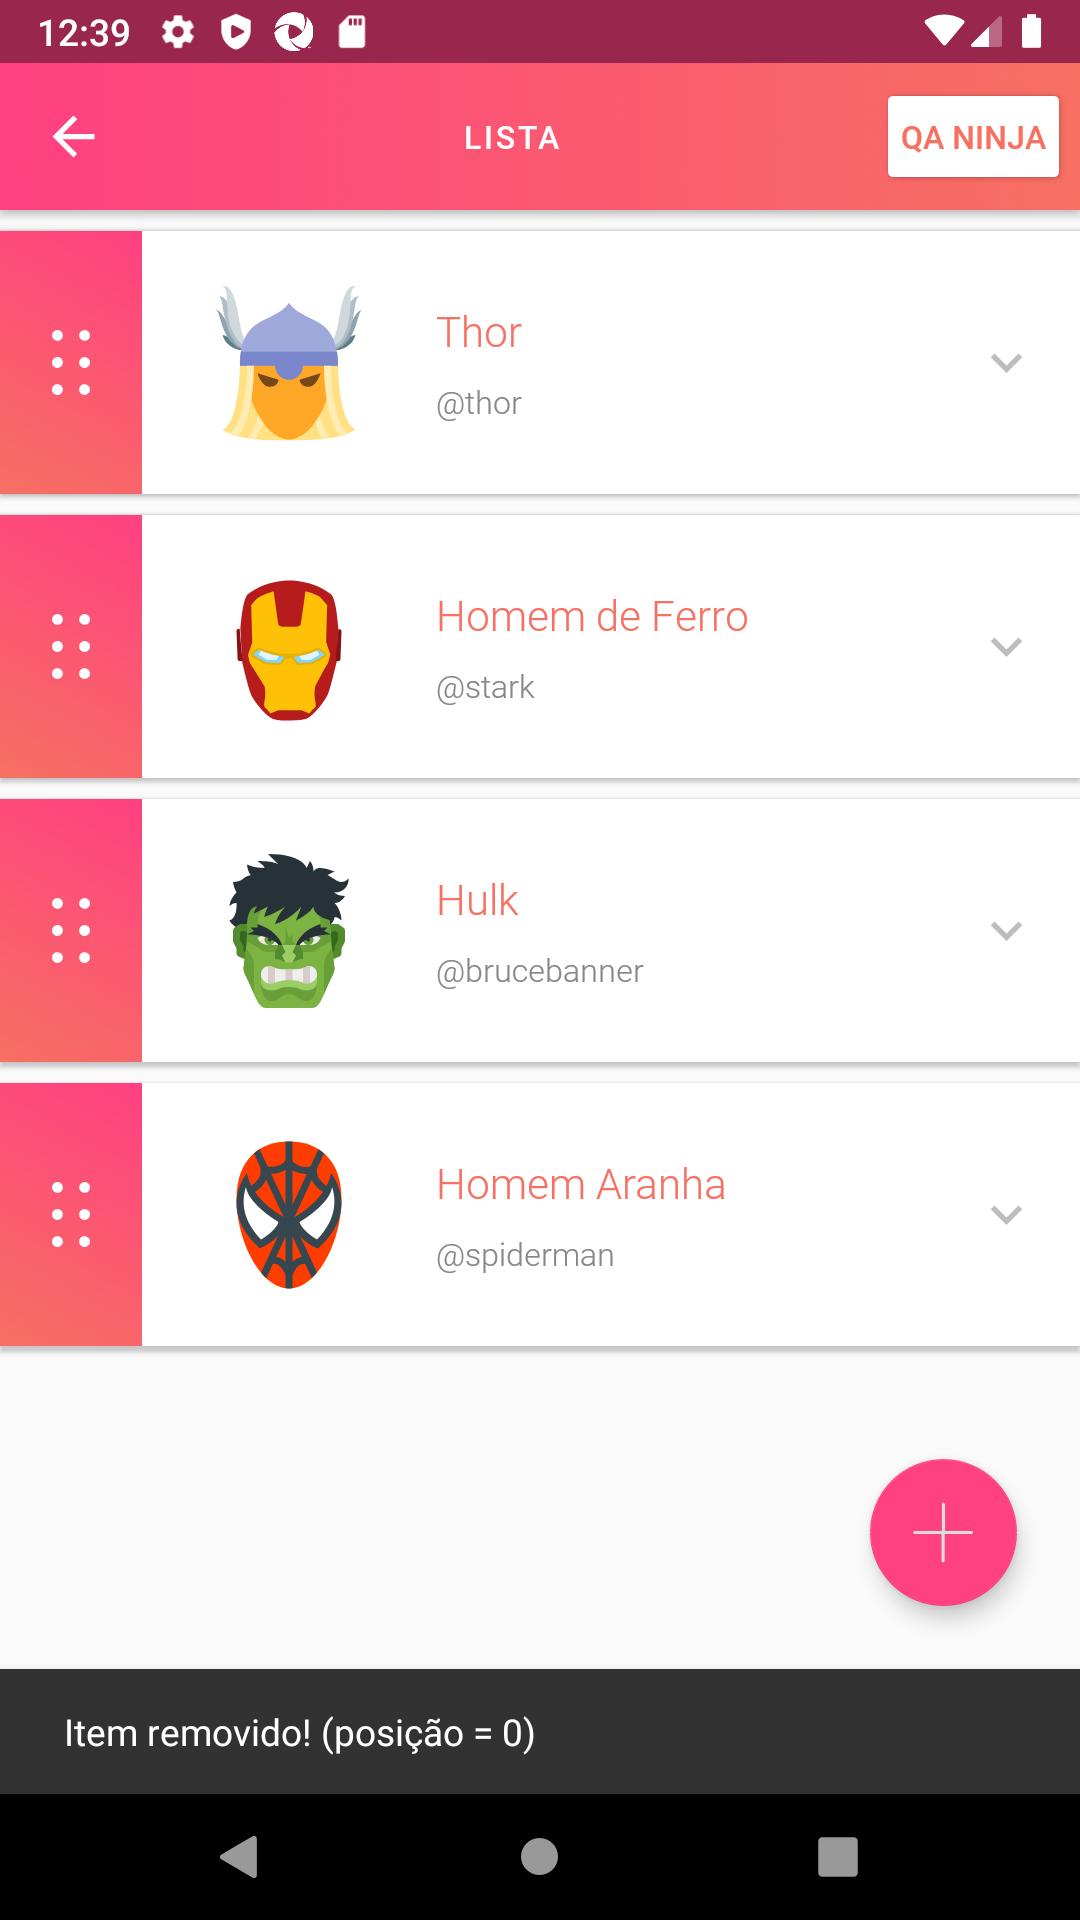 12:39
LISTA
QA NINJA
Thor
@thor
Homem de Ferro
@stark
Hulk
@brucebanner
Homem Aranha
@spiderman
Item removido! (posição = 0)